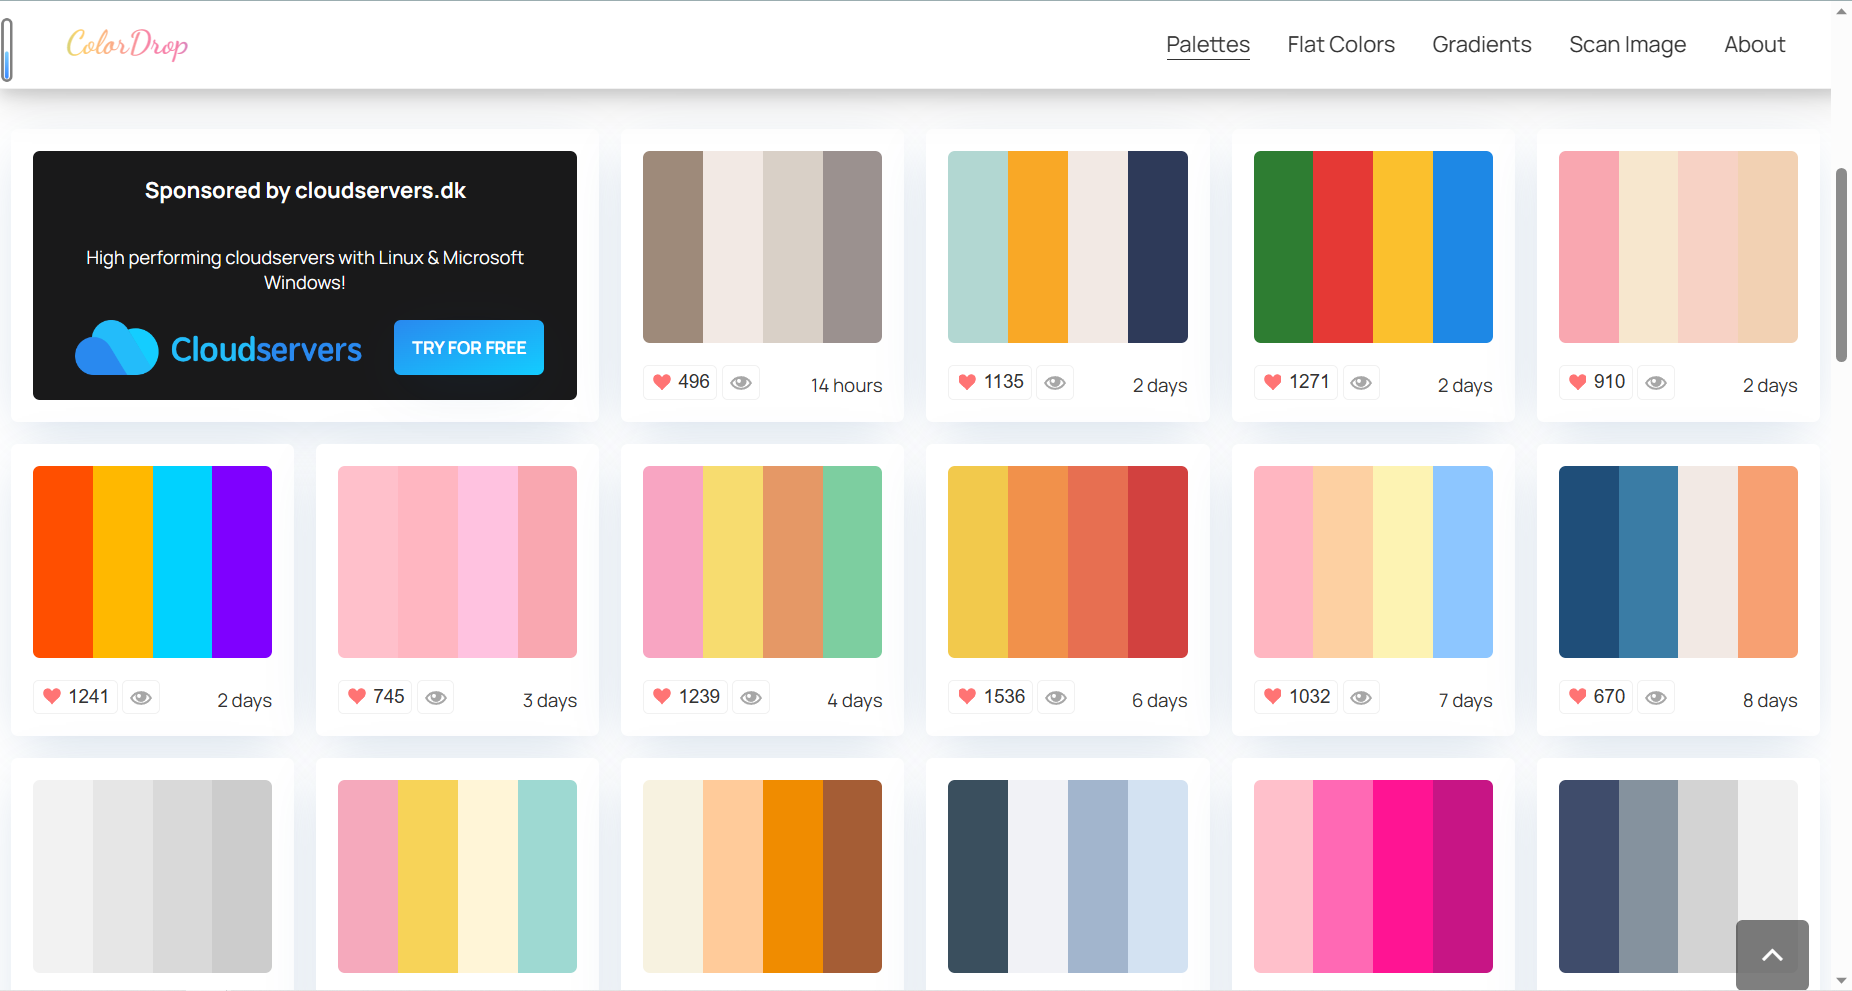 ColorDrop
Palettes
Flat Colors
Gradients
Scan Image
About
Sponsored by cloudservers.dk
High performing cloudservers with Linux & Microsoft
Windows!
Cloudservers
TRY FOR FREE
496
14 hours
1135
2 days
1271
2 days
910
2 days
1241
2 days
745
3 days
1239
4 days
1536
6 days
1032
7 days
670
8 days